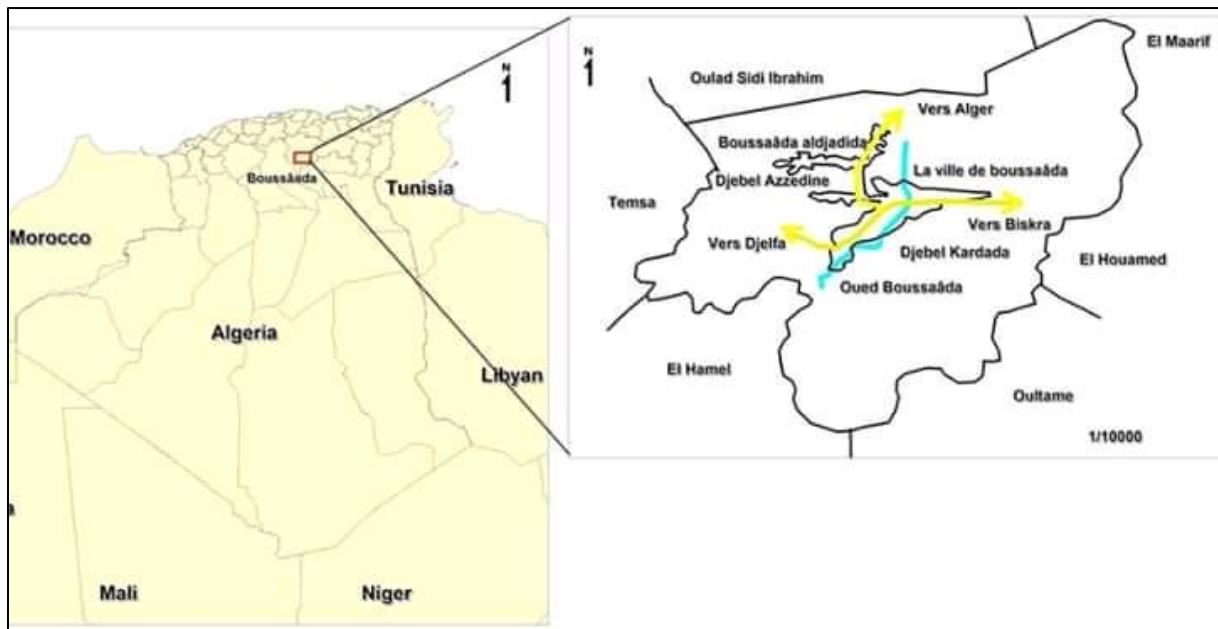 N
Boussâada
Tunisia
Morocco
Algeria
Libyan
Mali
Niger
N
El Maarif
Oulad Sidi Ibrahim
Vers Alger
Boussaâda aldjadida
La ville de boussaâda
Djebel Azzedine
Temsa
Vers Biskra
Vers Djelfa
Djebel Kardada
El Houamed
Oued Boussaâda
El Hamel
Oultame
1/10000
a